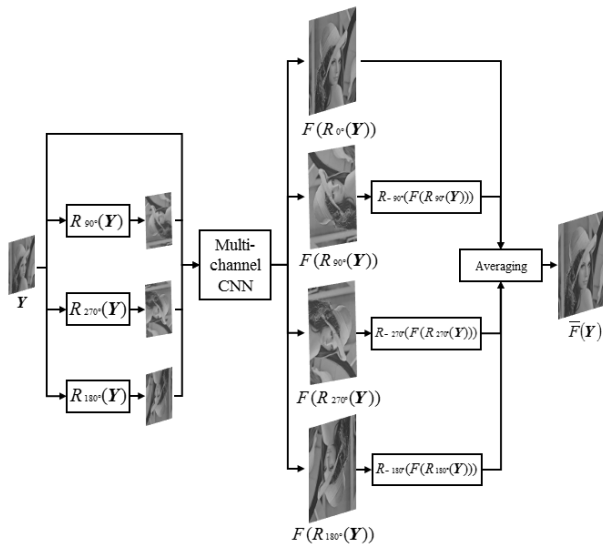 F(R0°(Y))
R90°(Y)
R-90°(F(R90°(Y)))
Multi-
channel
CNN
F(R90°(Y))
Y
Averaging
F̅(Y)
R270°(Y)
R-270°(F(R270°(Y)))
F(R270°(Y))
R180°(Y)
R-180°(F(R180°(Y)))
F(R180°(Y))